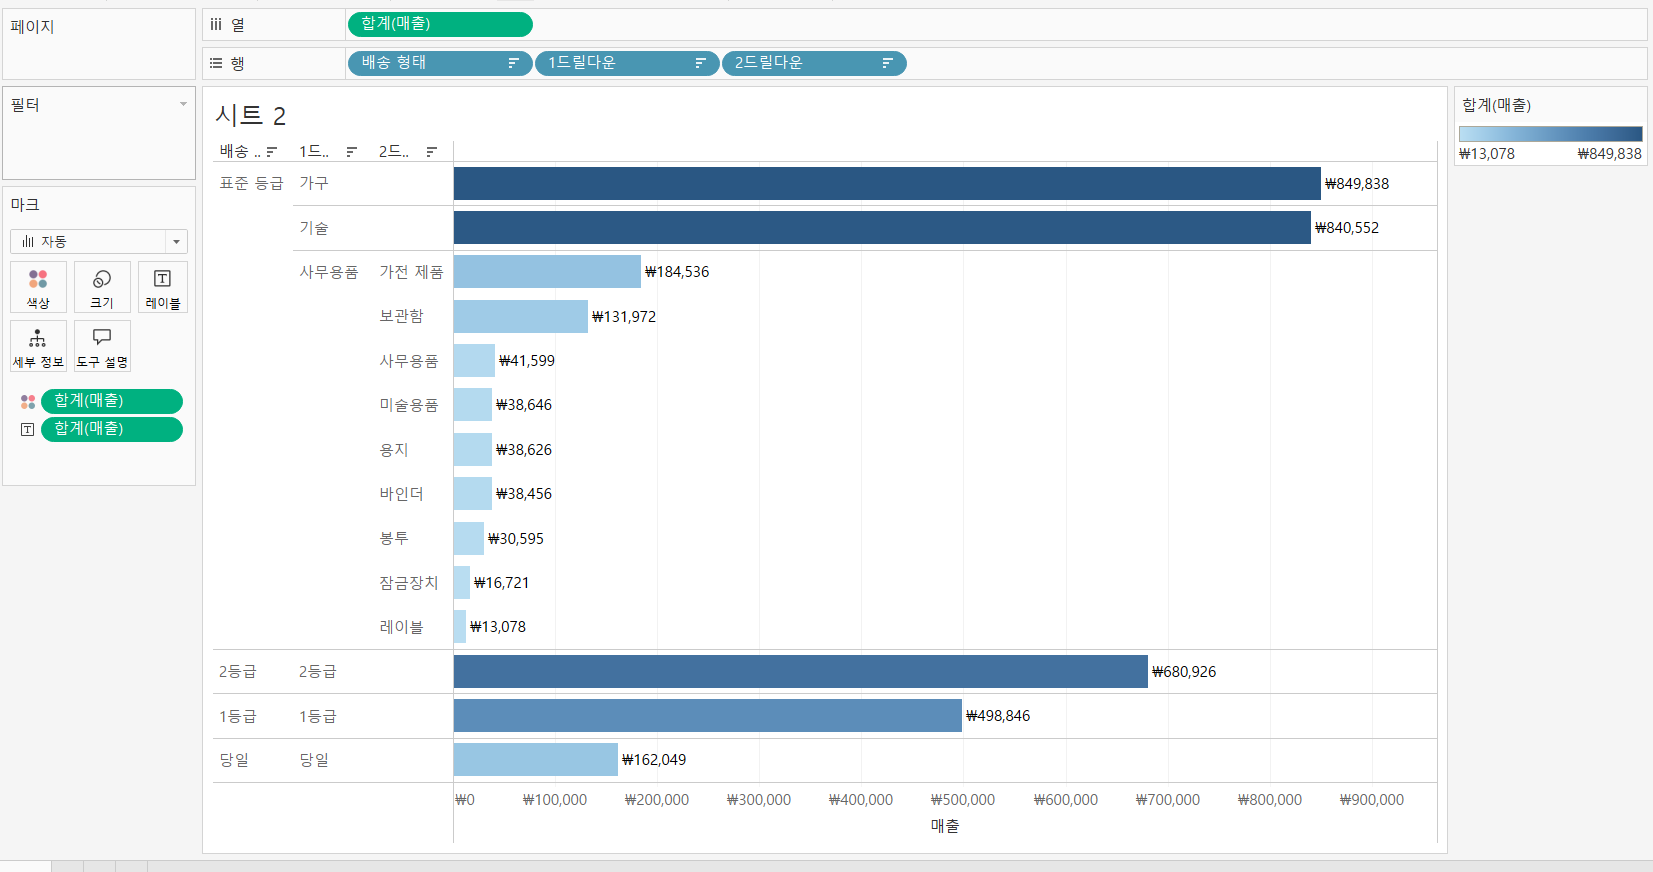 페이지
열
합계(매출)
행
배송 형태
1드릴다운
2드릴다운
필터
마크
자동
색상
크기
레이블
세부 정보
도구 설명
합계(매출)
합계(매출)
시트 2
배송 ..
1드..
2드..
표준 등급
가구
₩849,838
기술
₩840,552
사무용품
가전 제품
₩184,536
보관함
₩131,972
사무용품
₩41,599
미술용품
₩38,646
용지
₩38,626
바인더
₩38,456
봉투
₩30,595
잠금장치
₩16,721
레이블
₩13,078
2등급
2등급
₩680,926
1등급
1등급
₩498,846
당일
당일
₩162,049
₩0
₩100,000
₩200,000
₩300,000
₩400,000
₩500,000
₩600,000
₩700,000
₩800,000
₩900,000
매출
합계(매출)
₩13,078
₩849,838